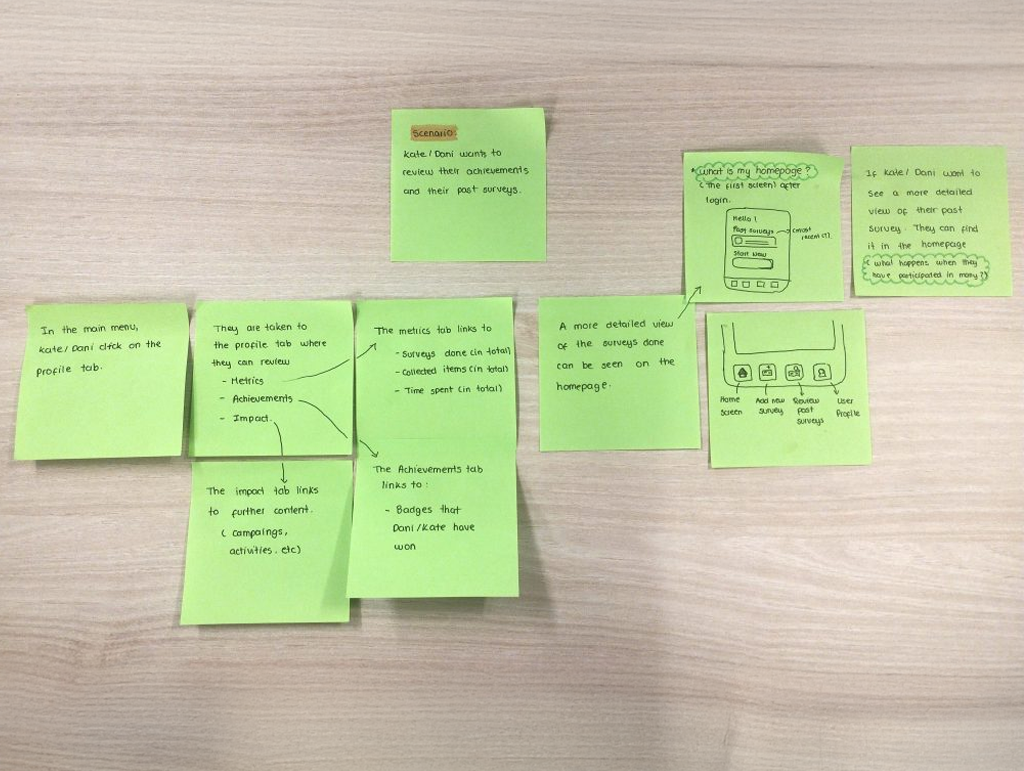 Scenario:
Kate/Dani wants to
review their achievements
and their past surveys.
In the main menu,
Kate/Dani click on the
profile tab.
They are taken to
the profile tab where
they can review
- Metrics
- Achievements
- Impact.
The metrics tab links to
- Surveys done (in total)
- Collected items (in total)
- Time spent (in total)
The impact tab links
to further content.
( campaings,
activities. etc)
The Achievements tab
links to:
- Badges that
Dani/Kate have
won
A more detailed view
of the surveys done
can be seen on the
homepage.
* What is my homepage?
(the first screen) after
login.
Hello!
Past surveys
(most
recent (?)
Start New
Home
Screen
Add new
survey
Review
past
surveys
User
Profile
If Kate/Dani want to
see a more detailed
view of their past
survey. They can find
it in the homepage
( what happens when they
have participated in many?)